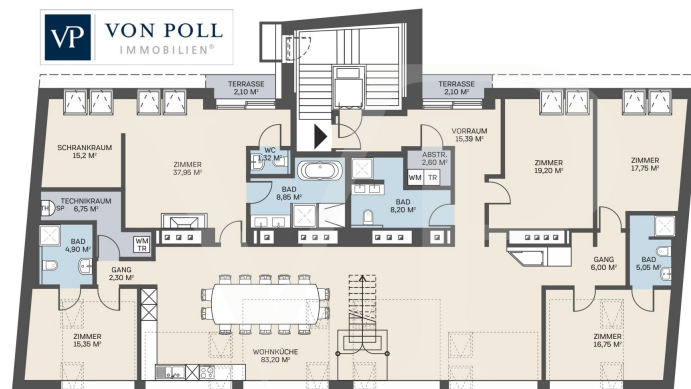 VP VON POLL
IMMOBILIEN®
TERRASSE
2,10 M²
TERRASSE
2,10 M²
SCHRANKRAUM
15,2 M²
ZIMMER
37,95 M²
WC
1,32 M²
VORRAUM
15,39 M²
ABSTR.
2,60 M²
WM TR
ZIMMER
19,20 M²
ZIMMER
17,75 M²
TECHNIKRAUM
6,75 M²
TH SP
BAD
8,85 M²
BAD
8,20 M²
BAD
4,90 M²
WM
TR
GANG
2,30 M²
GANG
6,00 M²
BAD
5,05 M²
ZIMMER
15,35 M²
WOHNKÜCHE
83,20 M²
ZIMMER
16,75 M²